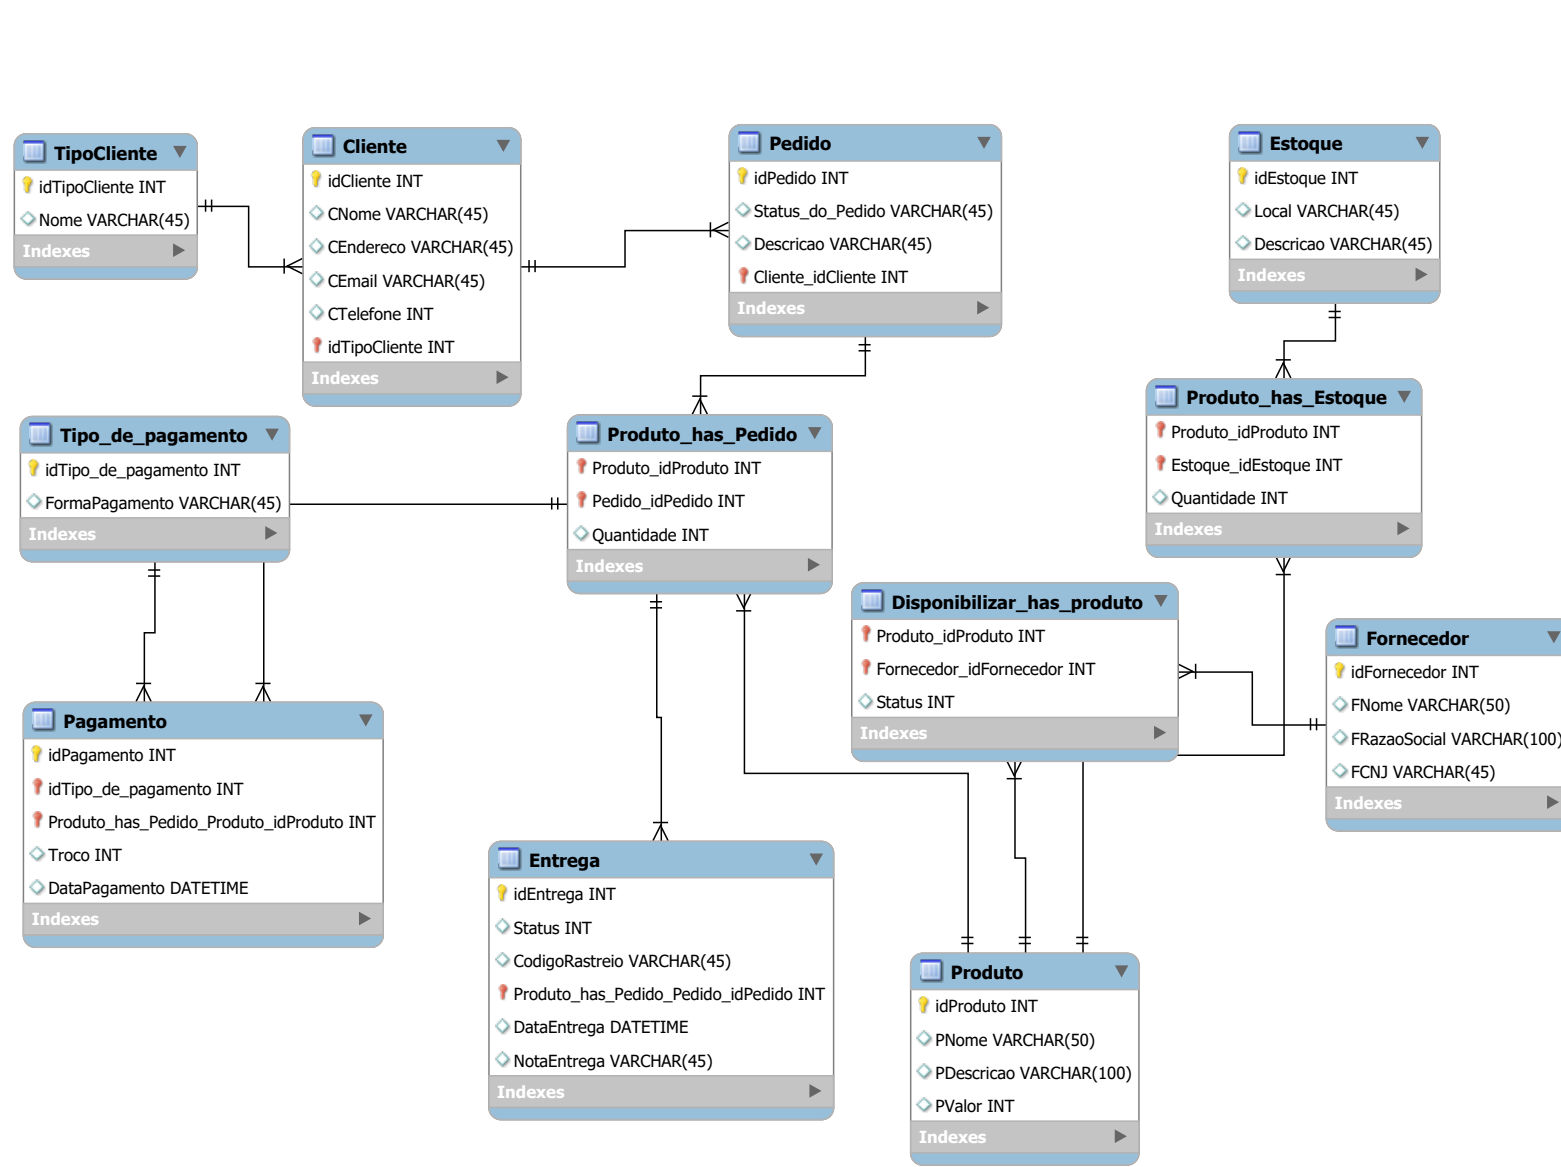 TipoCliente
idTipoCliente INT
Nome VARCHAR(45)
Indexes
Cliente
idCliente INT
CNome VARCHAR(45)
CEndereco VARCHAR(45)
CEmail VARCHAR(45)
CTelefone INT
idTipoCliente INT
Indexes
Pedido
idPedido INT
Status_do_Pedido VARCHAR(45)
Descricao VARCHAR(45)
Cliente_idCliente INT
Indexes
Estoque
idEstoque INT
Local VARCHAR(45)
Descricao VARCHAR(45)
Indexes
Tipo_de_pagamento
idTipo_de_pagamento INT
FormaPagamento VARCHAR(45)
Indexes
Produto_has_Pedido
Produto_idProduto INT
Pedido_idPedido INT
Quantidade INT
Indexes
Produto_has_Estoque
Produto_idProduto INT
Estoque_idEstoque INT
Quantidade INT
Indexes
Disponibilizar_has_produto
Produto_idProduto INT
Fornecedor_idFornecedor INT
Status INT
Indexes
Fornecedor
idFornecedor INT
FNome VARCHAR(50)
FRazaoSocial VARCHAR(100)
FCNJ VARCHAR(45)
Indexes
Pagamento
idPagamento INT
idTipo_de_pagamento INT
Produto_has_Pedido_Produto_idProduto INT
Troco INT
DataPagamento DATETIME
Indexes
Entrega
idEntrega INT
Status INT
CodigoRastreio VARCHAR(45)
Produto_has_Pedido_Pedido_idPedido INT
DataEntrega DATETIME
NotaEntrega VARCHAR(45)
Indexes
Produto
idProduto INT
PNome VARCHAR(50)
PDescricao VARCHAR(100)
PValor INT
Indexes